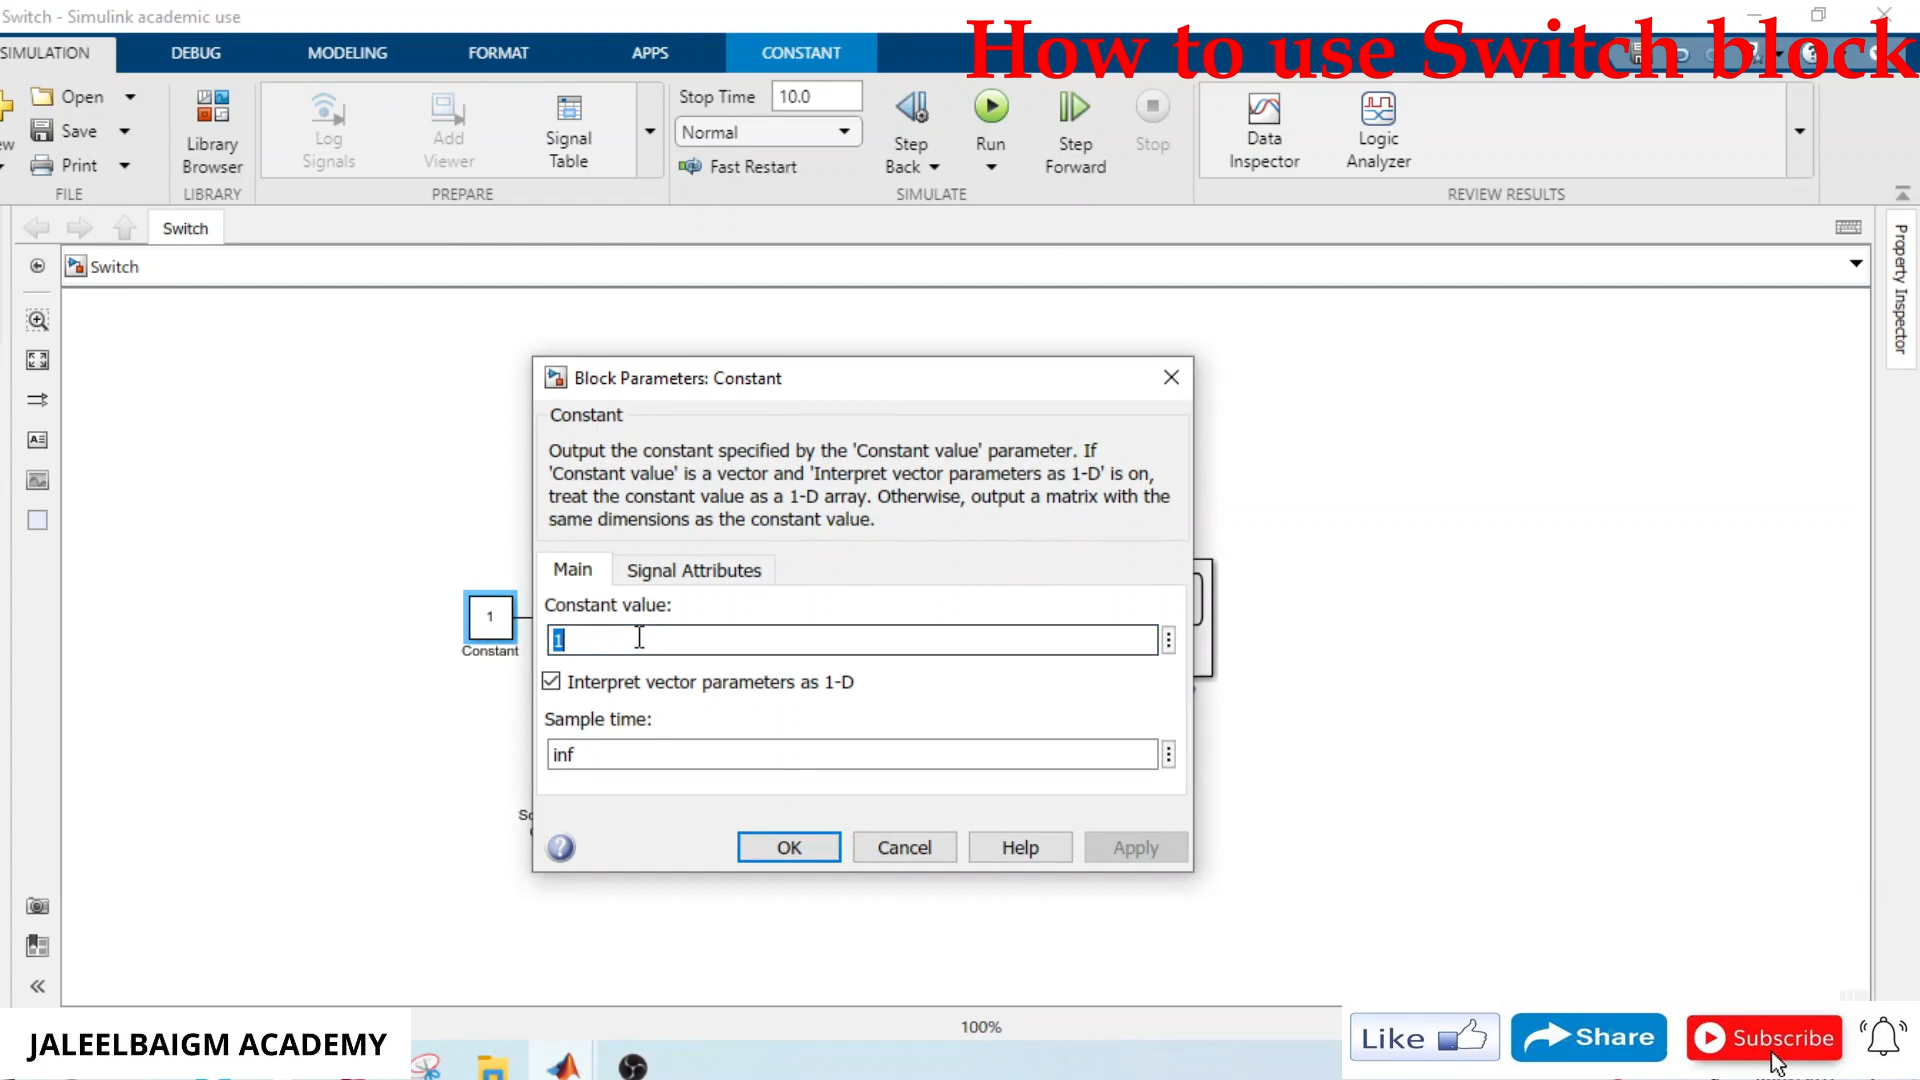 Switch - Simulink academic use
How to use Switch block
SIMULATION
DEBUG
MODELING
FORMAT
APPS
CONSTANT
Open
Save
Print
FILE
Library
Browser
LIBRARY
Log
Signals
Add
Viewer
Signal
Table
PREPARE
Stop Time 10.0
Normal
Fast Restart
Step
Back
Run
Step
Forward
Stop
SIMULATE
Data
Inspector
Logic
Analyzer
REVIEW RESULTS
Switch
Switch
Property Inspector
Block Parameters: Constant
Constant
Output the constant specified by the 'Constant value' parameter. If
'Constant value' is a vector and 'Interpret vector parameters as 1-D' is on,
treat the constant value as a 1-D array. Otherwise, output a matrix with the
same dimensions as the constant value.
Main
Signal Attributes
Constant value:
1
Interpret vector parameters as 1-D
Sample time:
inf
OK
Cancel
Help
Apply
1
Constant
100%
JALEELBAIGM ACADEMY
Like
Share
Subscribe